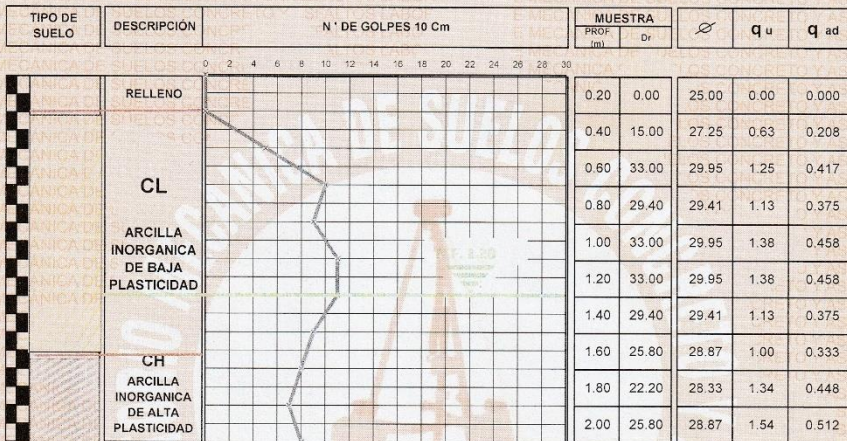 TIPO DE SUELO
DESCRIPCIÓN
N ' DE GOLPES 10 Cm
MUESTRA
PROF (m)
Dr
Ø
q u
q ad
0 2 4 6 8 10 12 14 16 18 20 22 24 26 28 30
RELLENO
CL
ARCILLA
INORGANICA
DE BAJA
PLASTICIDAD
CH
ARCILLA
INORGANICA
DE ALTA
PLASTICIDAD
0.20 0.00 25.00 0.00 0.000
0.40 15.00 27.25 0.63 0.208
0.60 33.00 29.95 1.25 0.417
0.80 29.40 29.41 1.13 0.375
1.00 33.00 29.95 1.38 0.458
1.20 33.00 29.95 1.38 0.458
1.40 29.40 29.41 1.13 0.375
1.60 25.80 28.87 1.00 0.333
1.80 22.20 28.33 1.34 0.448
2.00 25.80 28.87 1.54 0.512